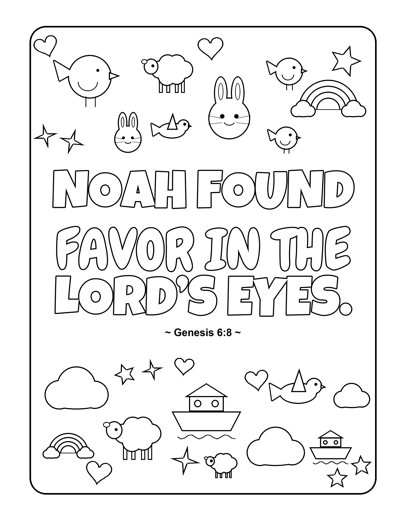 NOAH FOUND
FAVOR IN THE
LORD'S EYES.
~ Genesis 6:8 ~